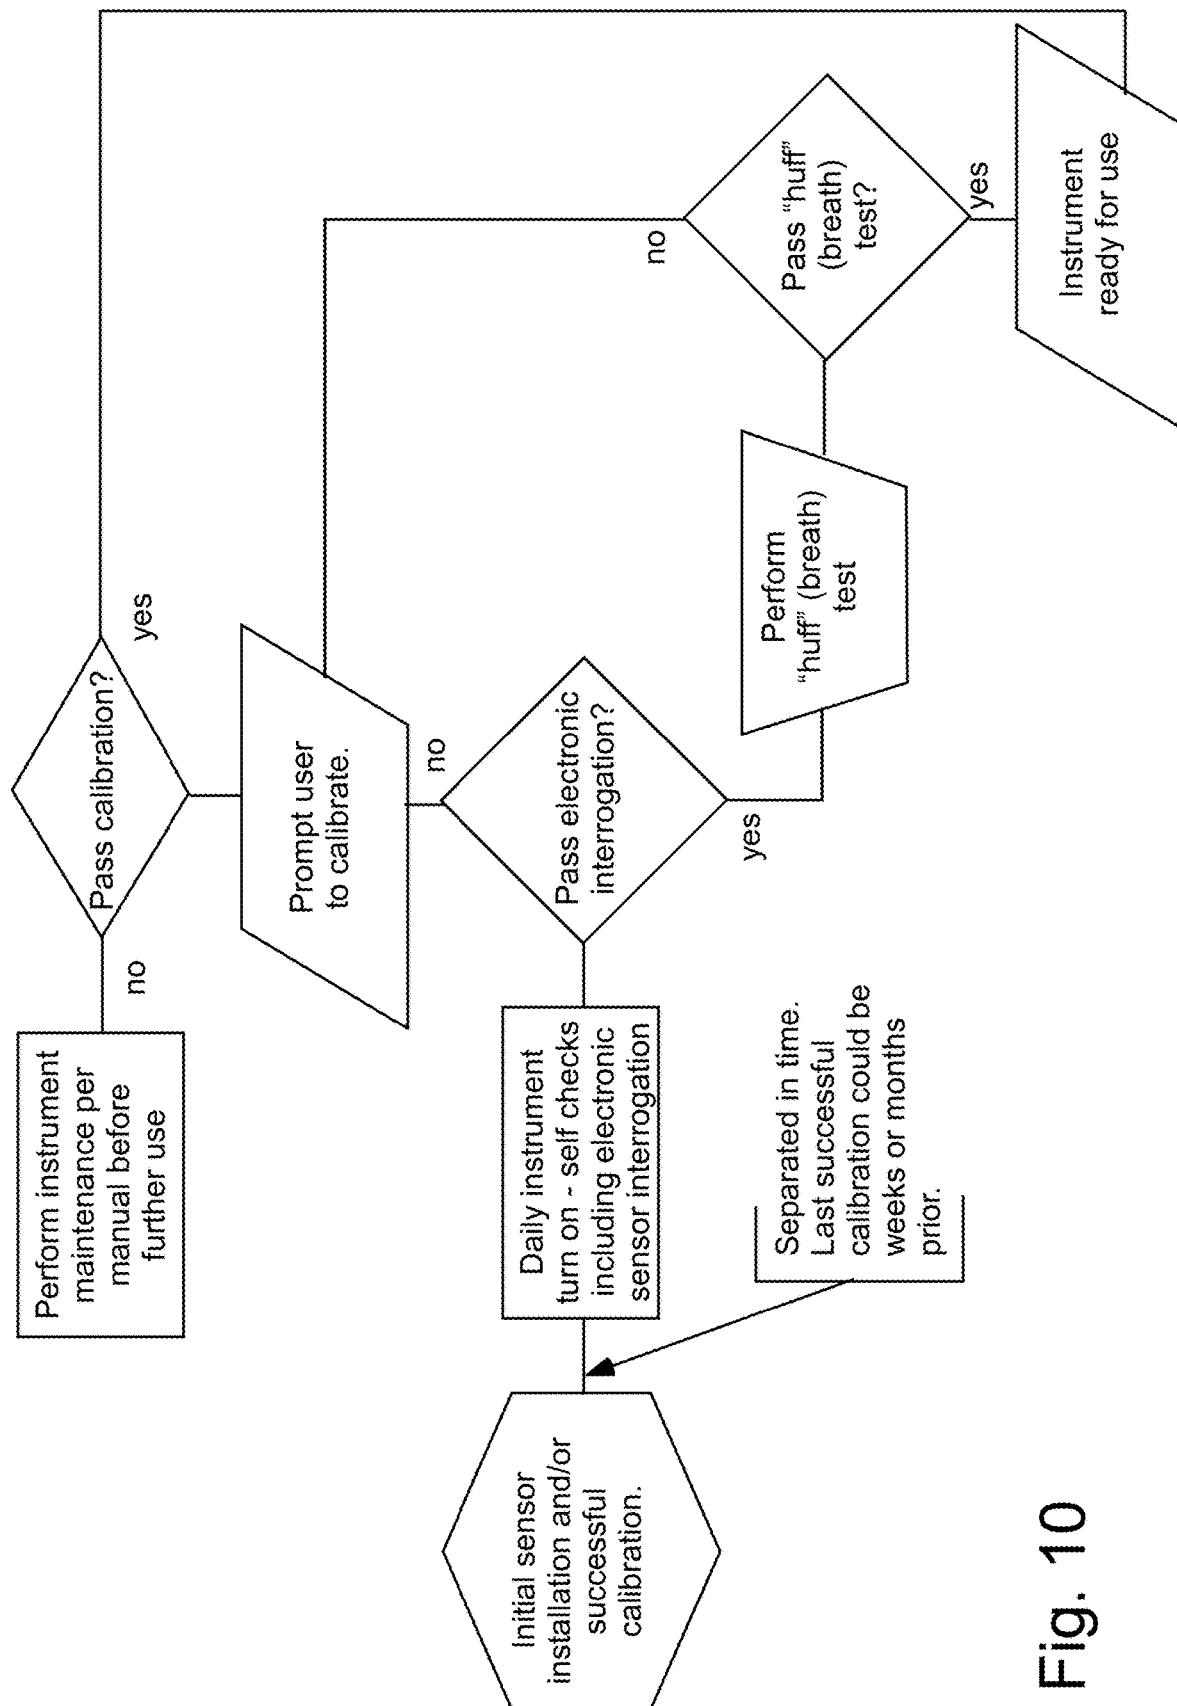 Perform instrument
maintenance per
manual before
further use
no
Pass calibration?
yes
Prompt user
to calibrate.
no
Initial sensor
installation and/or
successful
calibration.
Daily instrument
turn on - self checks
including electronic
sensor interrogation
Pass electronic
interrogation?
yes
Separated in time.
Last successful
calibration could be
weeks or months
prior.
Perform
“huff” (breath)
test
no
Pass “huff”
(breath)
test?
yes
Instrument
ready for use
Fig. 10